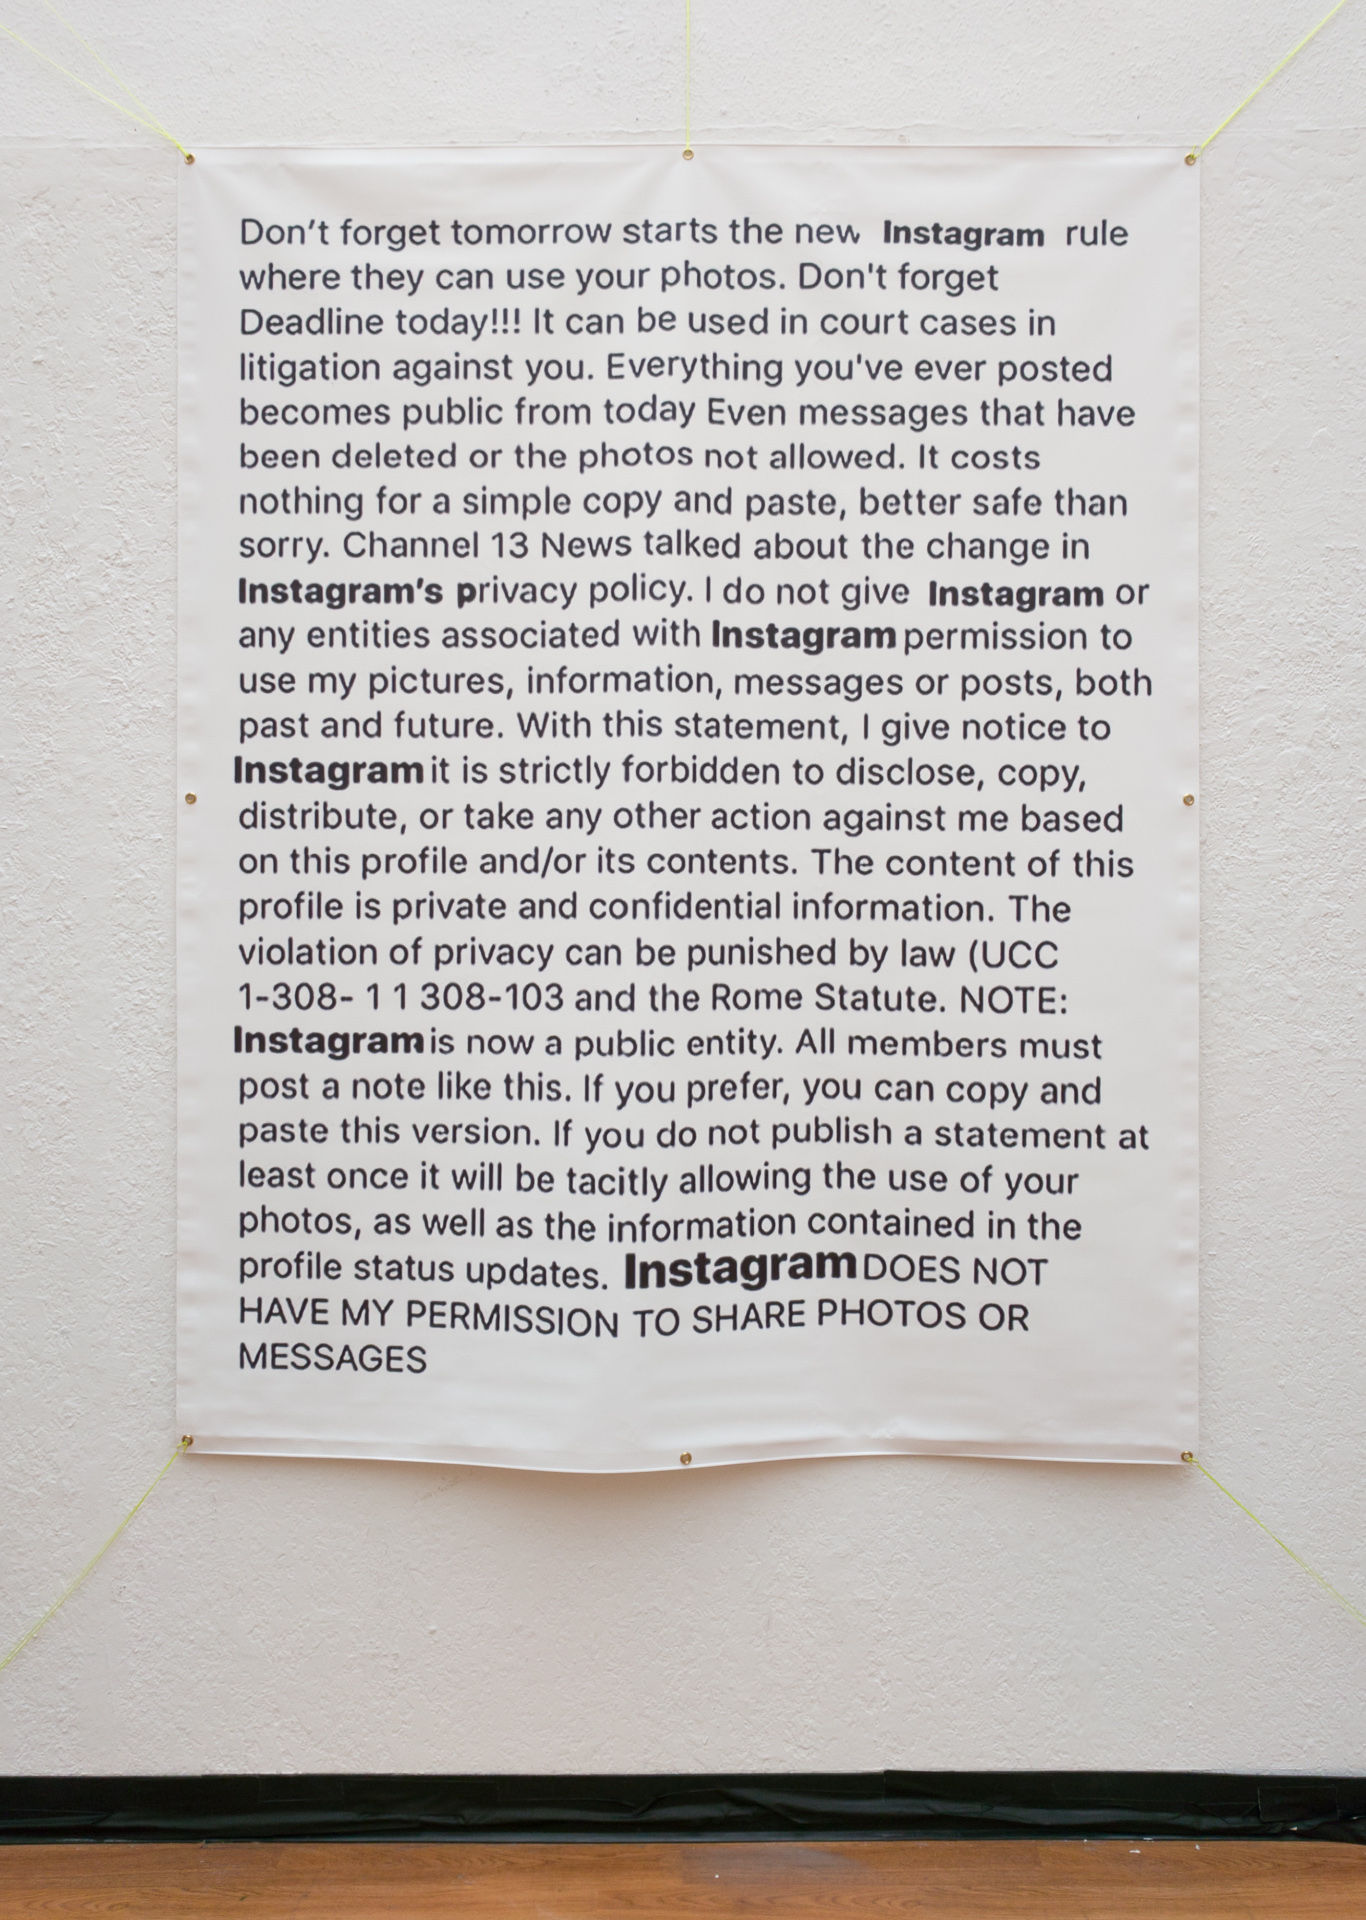 Don’t forget tomorrow starts the new Instagram rule
where they can use your photos. Don't forget
Deadline today!!! It can be used in court cases in
litigation against you. Everything you've ever posted
becomes public from today Even messages that have
been deleted or the photos not allowed. It costs
nothing for a simple copy and paste, better safe than
sorry. Channel 13 News talked about the change in
Instagram’s privacy policy. I do not give Instagram or
any entities associated with Instagram permission to
use my pictures, information, messages or posts, both
past and future. With this statement, I give notice to
Instagram it is strictly forbidden to disclose, copy,
distribute, or take any other action against me based
on this profile and/or its contents. The content of this
profile is private and confidential information. The
violation of privacy can be punished by law (UCC
1-308- 1 1 308-103 and the Rome Statute. NOTE:
Instagram is now a public entity. All members must
post a note like this. If you prefer, you can copy and
paste this version. If you do not publish a statement at
least once it will be tacitly allowing the use of your
photos, as well as the information contained in the
profile status updates. Instagram DOES NOT
HAVE MY PERMISSION TO SHARE PHOTOS OR
MESSAGES